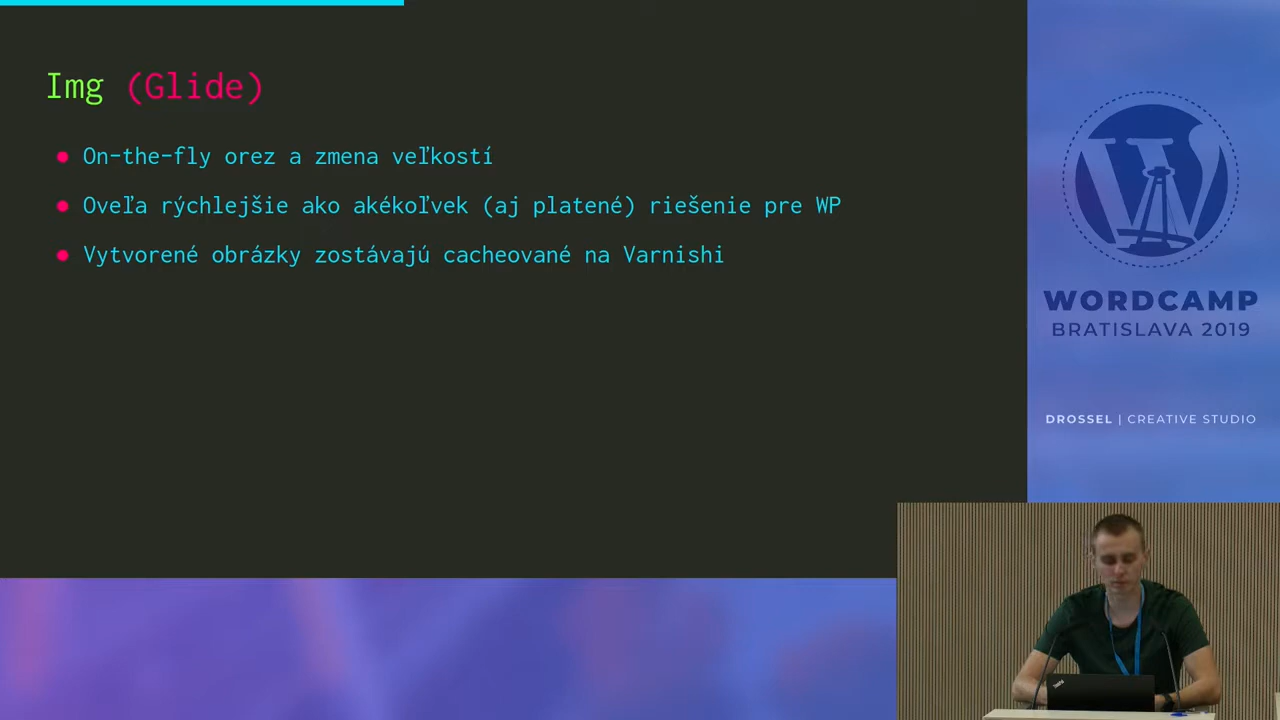 Img (Glide)
On-the-fly orez a zmena veľkostí
Oveľa rýchlejšie ako akékoľvek (aj platené) riešenie pre WP
Vytvorené obrázky zostávajú cacheované na Varnishi
WORDCAMP
BRATISLAVA 2019
DROSSEL | CREATIVE STUDIO